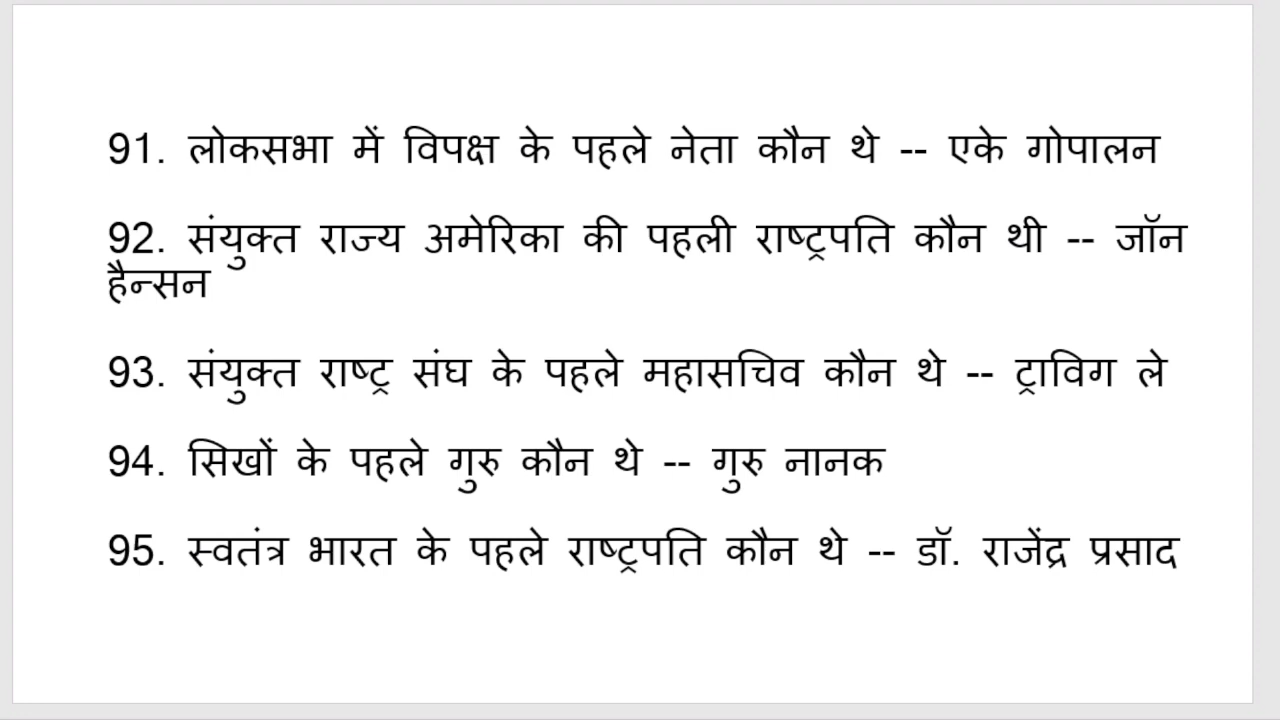 91. लोकसभा में विपक्ष के पहले नेता कौन थे -- एके गोपालन
92. संयुक्त राज्य अमेरिका की पहली राष्ट्रपति कौन थी -- जॉन
हैन्सन
93. संयुक्त राष्ट्र संघ के पहले महासचिव कौन थे -- ट्राविग ले
94. सिखों के पहले गुरु कौन थे -- गुरु नानक
95. स्वतंत्र भारत के पहले राष्ट्रपति कौन थे -- डॉ. राजेंद्र प्रसाद